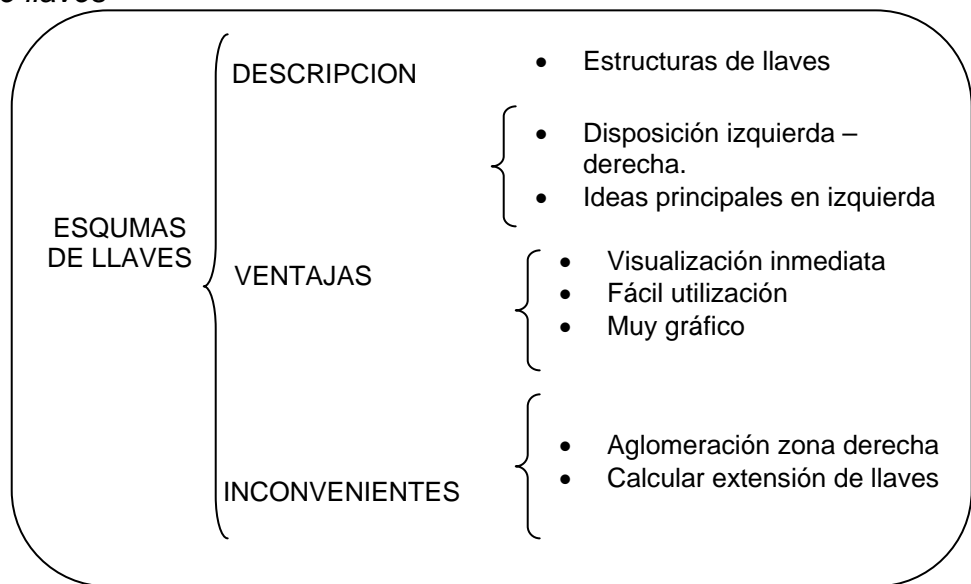 llaves
ESQUMAS
DE LLAVES
DESCRIPCION
• Estructuras de llaves
• Disposición izquierda –
derecha.
• Ideas principales en izquierda
VENTAJAS
• Visualización inmediata
• Fácil utilización
• Muy gráfico
INCONVENIENTES
• Aglomeración zona derecha
• Calcular extensión de llaves